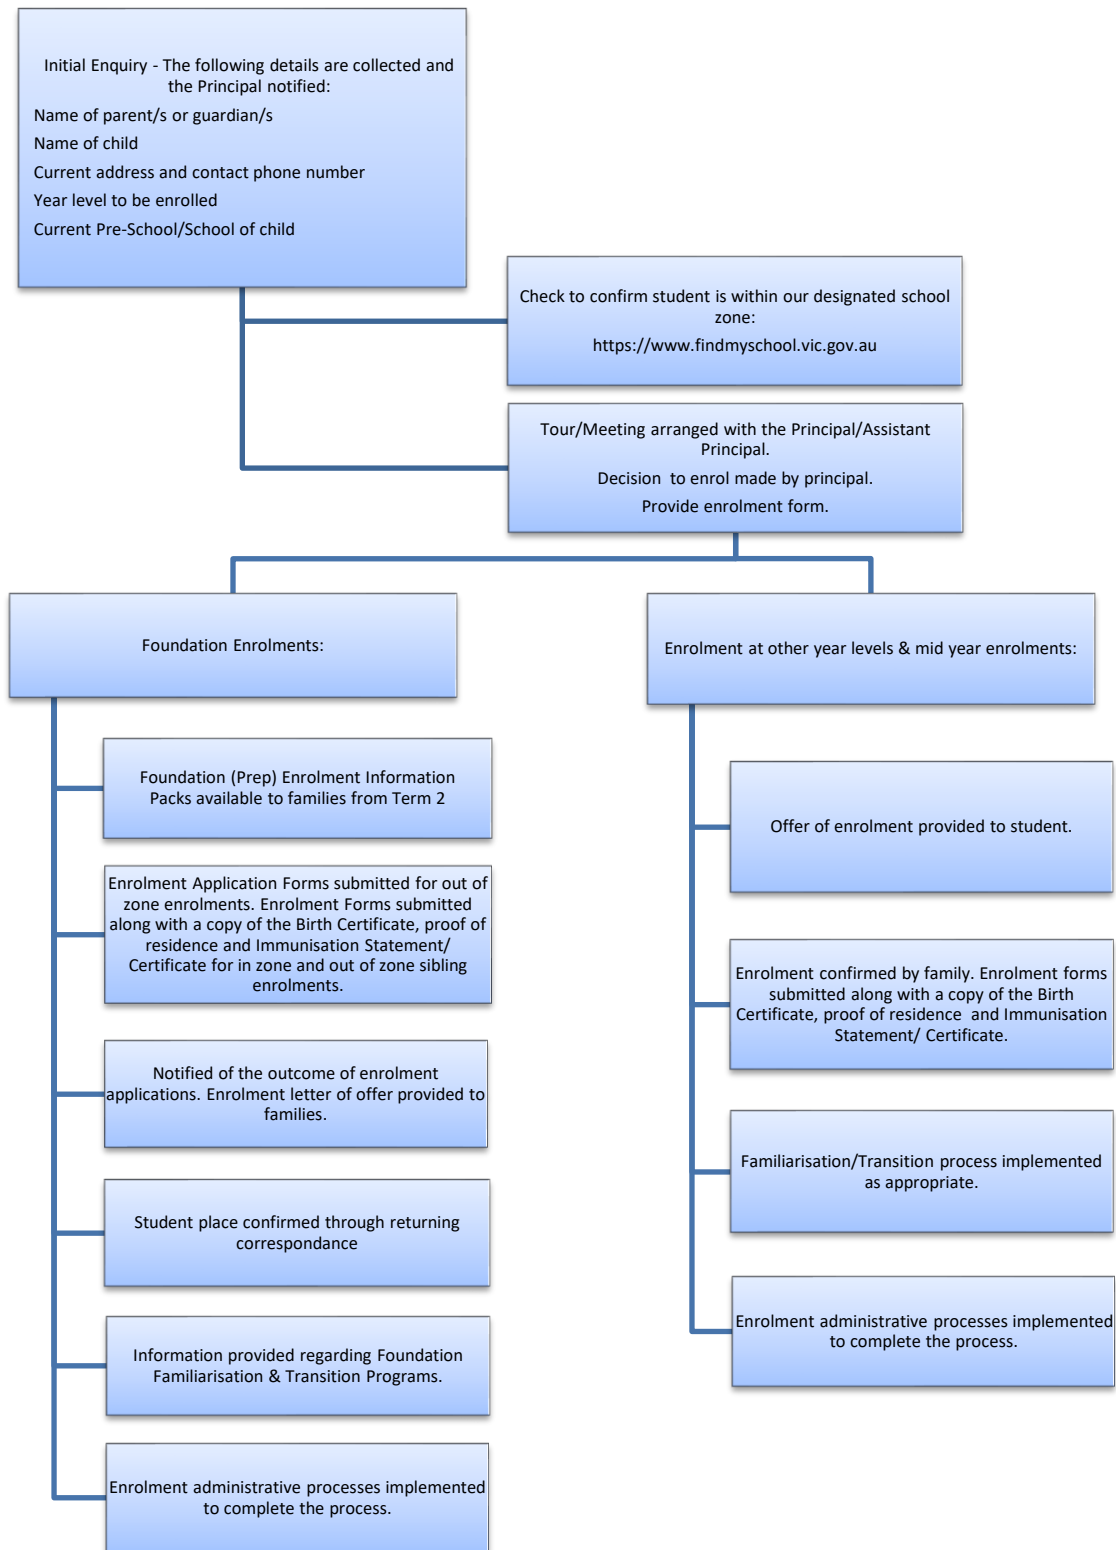 Initial Enquiry - The following details are collected and
the Principal notified:
Name of parent/s or guardian/s
Name of child
Current address and contact phone number
Year level to be enrolled
Current Pre-School/School of child
Check to confirm student is within our designated school
zone:
https://www.findmyschool.vic.gov.au
Tour/Meeting arranged with the Principal/Assistant
Principal.
Decision  to enrol made by principal.
Provide enrolment form.
Foundation Enrolments:
Foundation (Prep) Enrolment Information
Packs available to families from Term 2
Enrolment Application Forms submitted for out of
zone enrolments. Enrolment Forms submitted
along with a copy of the Birth Certificate, proof of
residence and Immunisation Statement/
Certificate for in zone and out of zone sibling
enrolments.
Notified of the outcome of enrolment
applications. Enrolment letter of offer provided to
families.
Student place confirmed through returning
correspondance
Information provided regarding Foundation
Familiarisation & Transition Programs.
Enrolment administrative processes implemented
to complete the process.
Enrolment at other year levels & mid year enrolments:
Offer of enrolment provided to student.
Enrolment confirmed by family. Enrolment forms
submitted along with a copy of the Birth
Certificate, proof of residence  and Immunisation
Statement/ Certificate.
Familiarisation/Transition process implemented
as appropriate.
Enrolment administrative processes implemented
to complete the process.